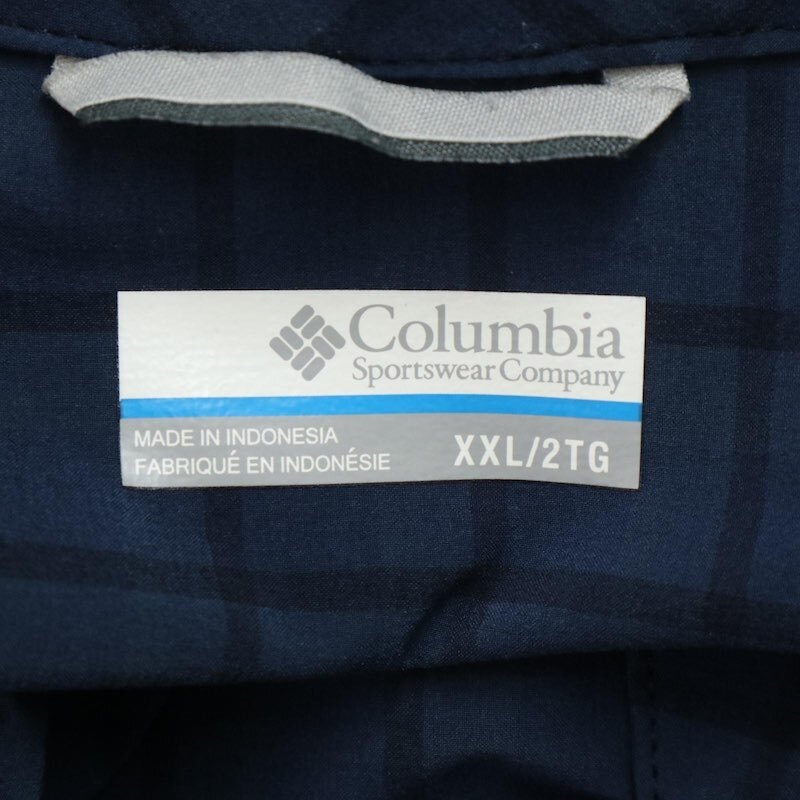 Columbia
Sportswear Company
MADE IN INDONESIA
FABRIQUÉ EN INDONÉSIE
XXL/2TG